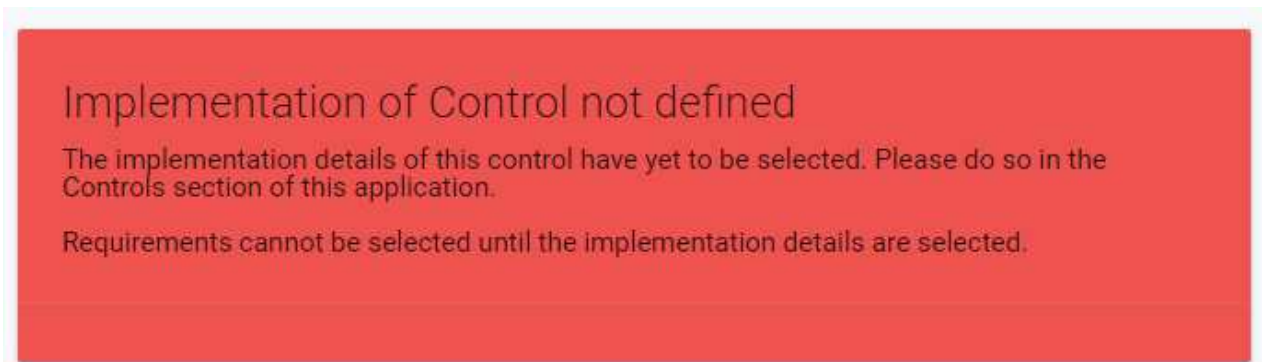 Implementation of Control not defined
The implementation details of this control have yet to be selected. Please do so in the
Controls section of this application.
Requirements cannot be selected until the implementation details are selected.